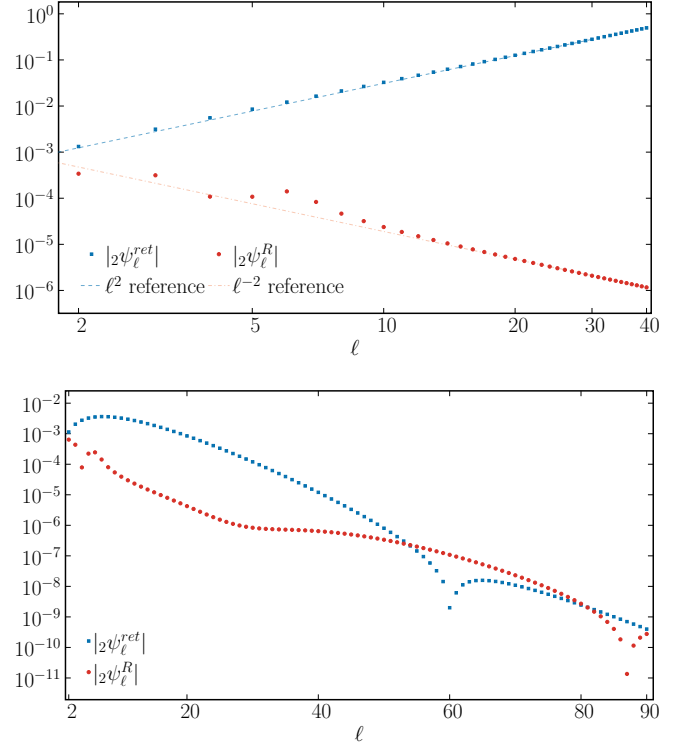 10⁰
10⁻¹
10⁻²
10⁻³
10⁻⁴
10⁻⁵
10⁻⁶
|₂ψ_ℓ^{ret}| |₂ψ_ℓ^R|
ℓ² reference ℓ⁻² reference
2 5 10 20 30 40
ℓ
10⁻²
10⁻³
10⁻⁴
10⁻⁵
10⁻⁶
10⁻⁷
10⁻⁸
10⁻⁹
10⁻¹⁰
10⁻¹¹
|₂ψ_ℓ^{ret}|
|₂ψ_ℓ^R|
2 20 40 60 80 90
ℓ